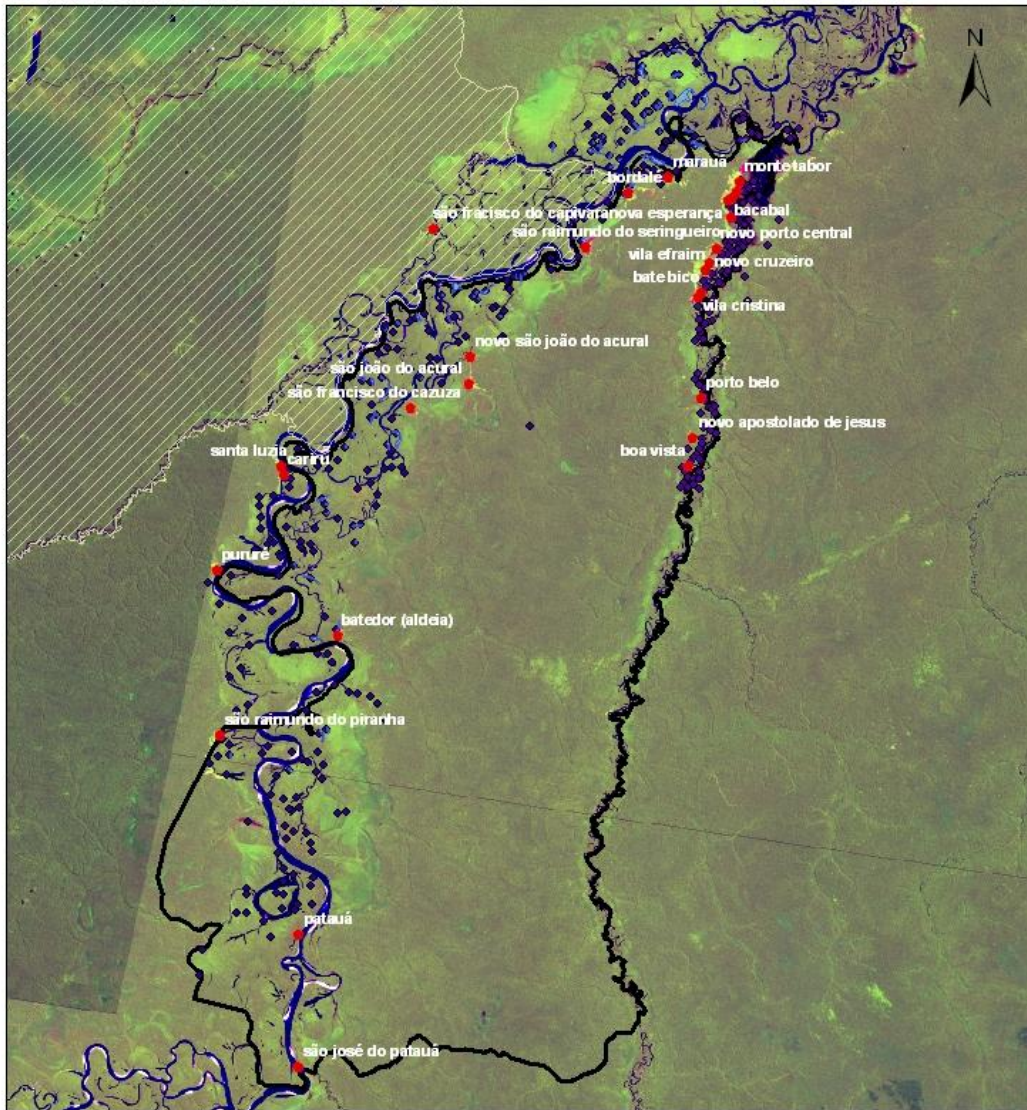 N
marauã
monte tabor
bordalé
são fracisco do capivara
nova esperança
bacabal
são raimundo do seringueiro
novo porto central
vila efraim
novo cruzeiro
bate bico
vila cristina
novo são joão do acural
são joão do acural
são francisco do cazuza
porto belo
novo apostolado de jesus
boa vista
santa luzia
carirú
pururé
batedor (aldeia)
são raimundo do piranha
patauá
são josé do patauá